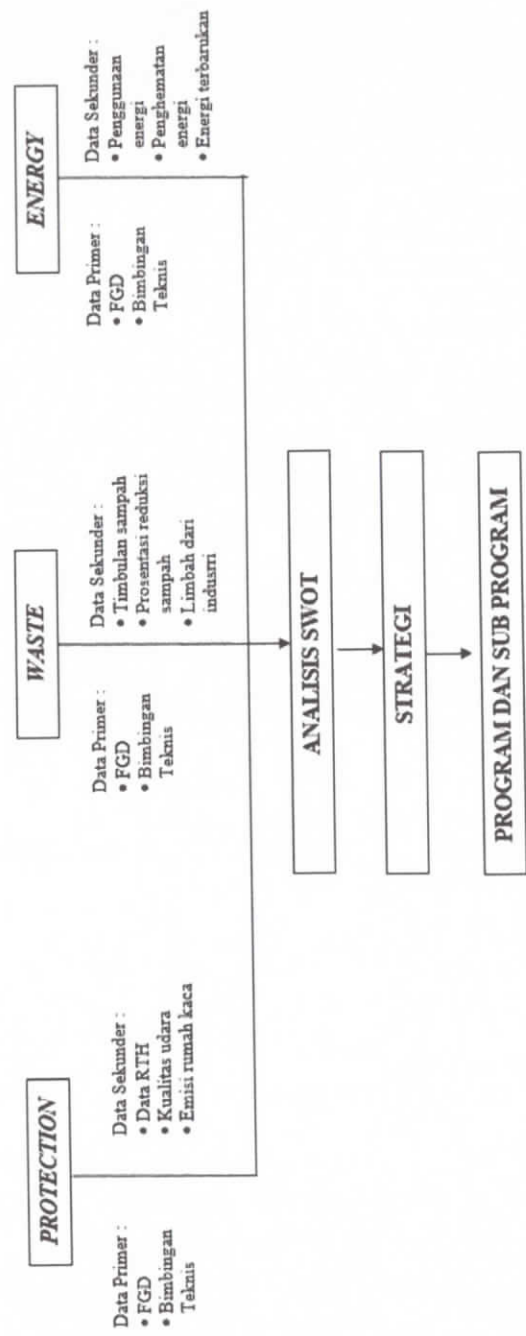 PROTECTION
Data Primer :
• FGD
• Bimbingan
Teknis
Data Sekunder :
• Data RTH
• Kualitas udara
• Emisi rumah kaca
WASTE
Data Primer :
• FGD
• Bimbingan
Teknis
Data Sekunder :
• Timbulan sampah
• Prosentasi reduksi
sampah
• Limbah dari
indusrri
ENERGY
Data Primer :
• FGD
• Bimbingan
Teknis
Data Sekunder :
• Penggunaan
energi
• Penghematan
energi
• Energi terbarukan
ANALISIS SWOT
STRATEGI
PROGRAM DAN SUB PROGRAM